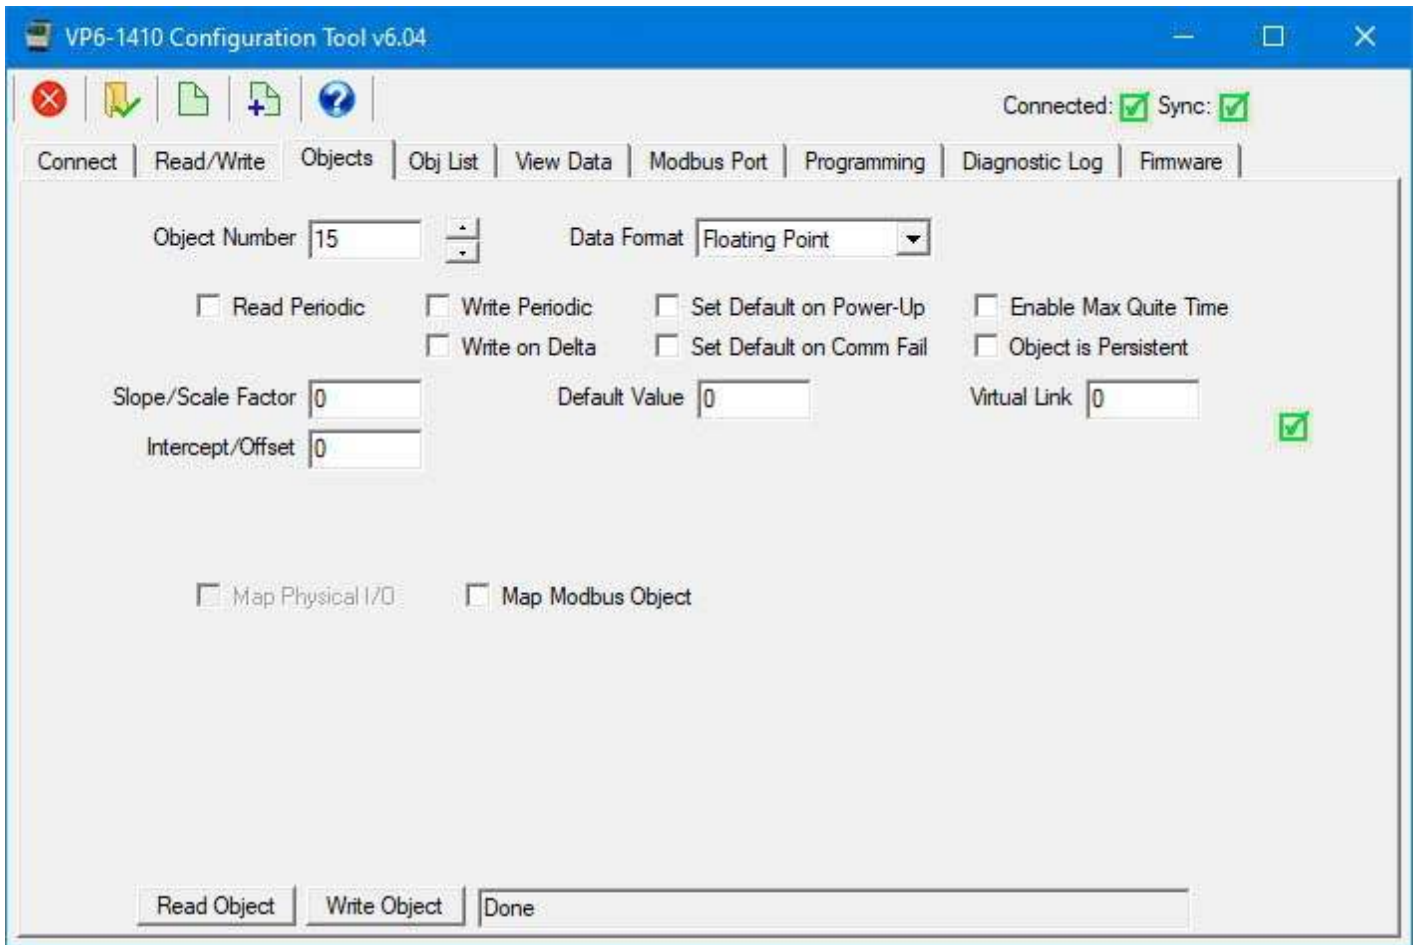 VP6-1410 Configuration Tool v6.04
Connected: Sync:
Connect Read/Write Objects Obj List View Data Modbus Port Programming Diagnostic Log Firmware
Object Number 15 Data Format Floating Point
Read Periodic Write Periodic Set Default on Power-Up Enable Max Quite Time
Write on Delta Set Default on Comm Fail Object is Persistent
Slope/Scale Factor 0 Default Value 0 Virtual Link 0
Intercept/Offset 0
Map Physical I/O Map Modbus Object
Read Object Write Object Done